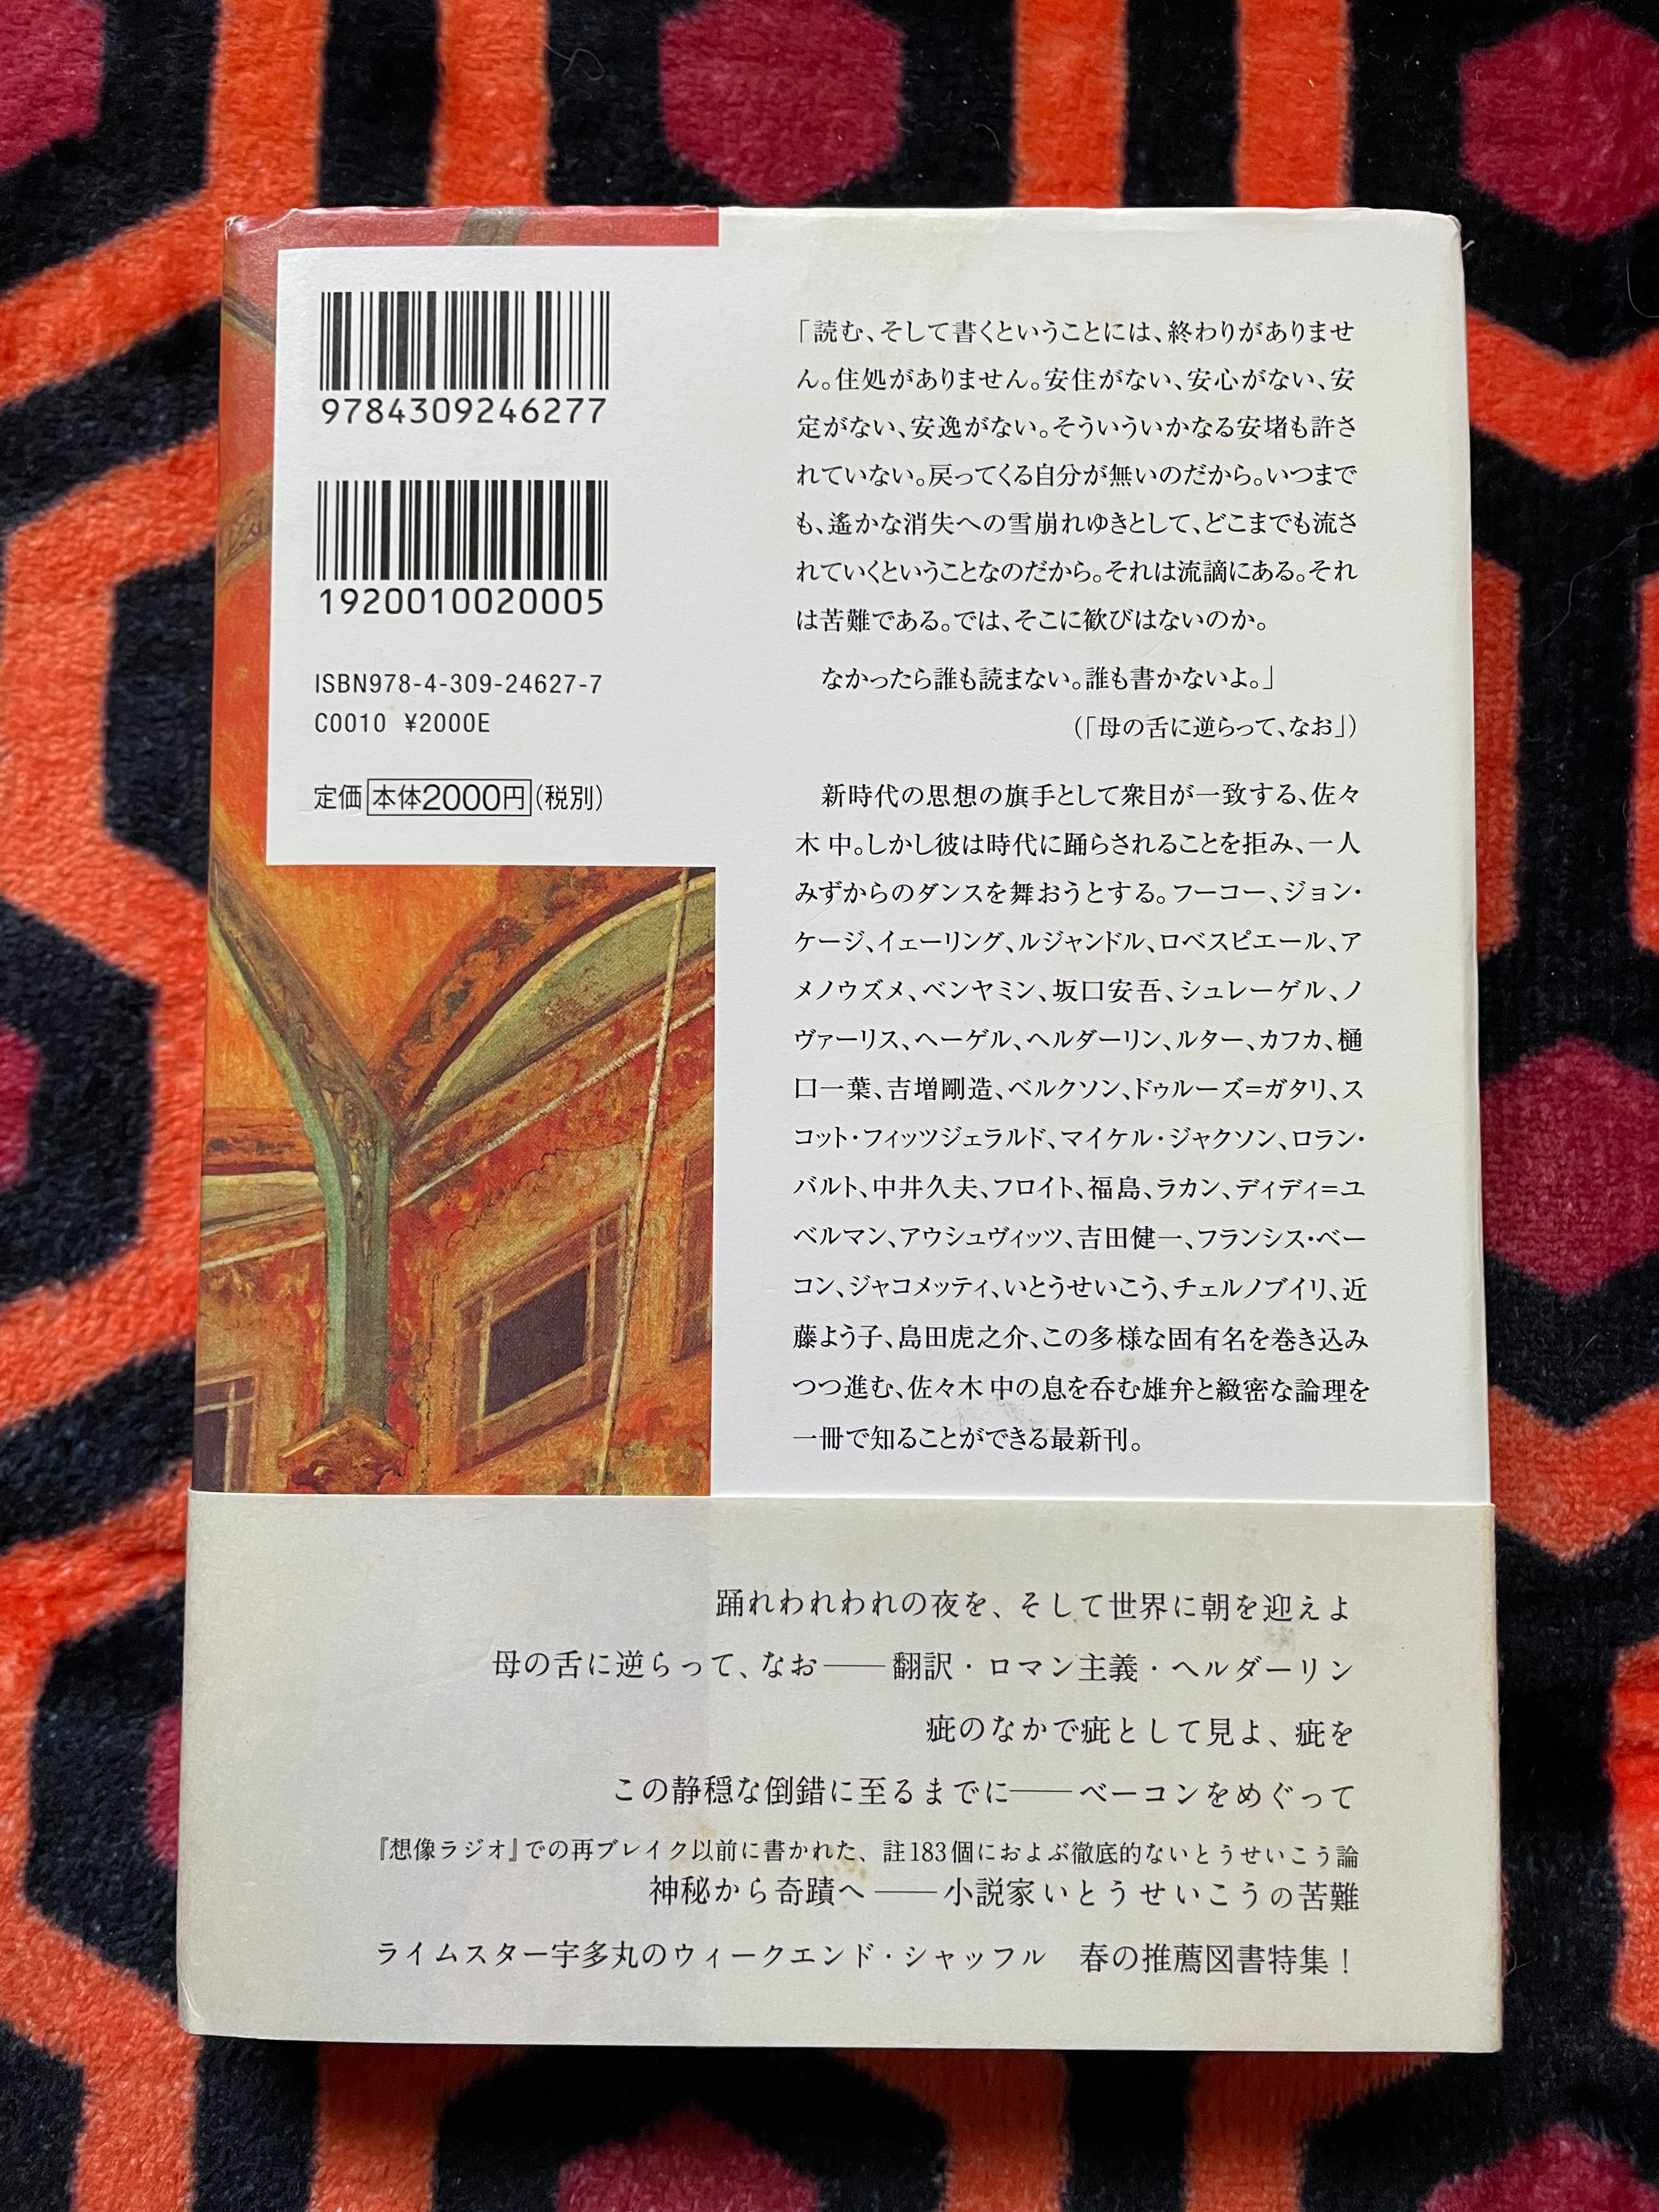 9784309246277
1920010020005
ISBN978-4-309-24627-7
C0010 ¥2000E
定価 本体2000円(税別)
「読む、そして書くということには、終わりがありませ
ん。住処がありません。安住がない、安心がない、安
定がない、安逸がない。そういういかなる安堵も許さ
れていない。戻ってくる自分が無いのだから。いつまで
も、遙かな消失への雪崩れゆきとして、どこまでも流さ
れていくということなのだから。それは流謫にある。それ
は苦難である。では、そこに歓びはないのか。
なかったら誰も読まない。誰も書かないよ。」
(「母の舌に逆らって、なお」)
新時代の思想の旗手として衆目が一致する、佐々
木 中。しかし彼は時代に踊らされることを拒み、一人
みずからのダンスを舞おうとする。フーコー、ジョン・
ケージ、イェーリング、ルジャンドル、ロベスピエール、ア
メノウズメ、ベンヤミン、坂口安吾、シュレーゲル、ノ
ヴァーリス、ヘーゲル、ヘルダーリン、ルター、カフカ、樋
口一葉、吉増剛造、ベルクソン、ドゥルーズ=ガタリ、ス
コット・フィッツジェラルド、マイケル・ジャクソン、ロラン・
バルト、中井久夫、フロイト、福島、ラカン、ディディ=ユ
ベルマン、アウシュヴィッツ、吉田健一、フランシス・ベー
コン、ジャコメッティ、いとうせいこう、チェルノブイリ、近
藤よう子、島田虎之介、この多様な固有名を巻き込み
つつ進む、佐々木 中の息を呑む雄弁と緻密な論理を
一冊で知ることができる最新刊。
踊れわれわれの夜を、そして世界に朝を迎えよ
母の舌に逆らって、なお――翻訳・ロマン主義・ヘルダーリン
疵のなかで疵として見よ、疵を
この静穏な倒錯に至るまでに――ベーコンをめぐって
『想像ラジオ』での再ブレイク以前に書かれた、註183個におよぶ徹底的ないとうせいこう論
神秘から奇蹟へ――小説家いとうせいこうの苦難
ライムスター宇多丸のウィークエンド・シャッフル 春の推薦図書特集!